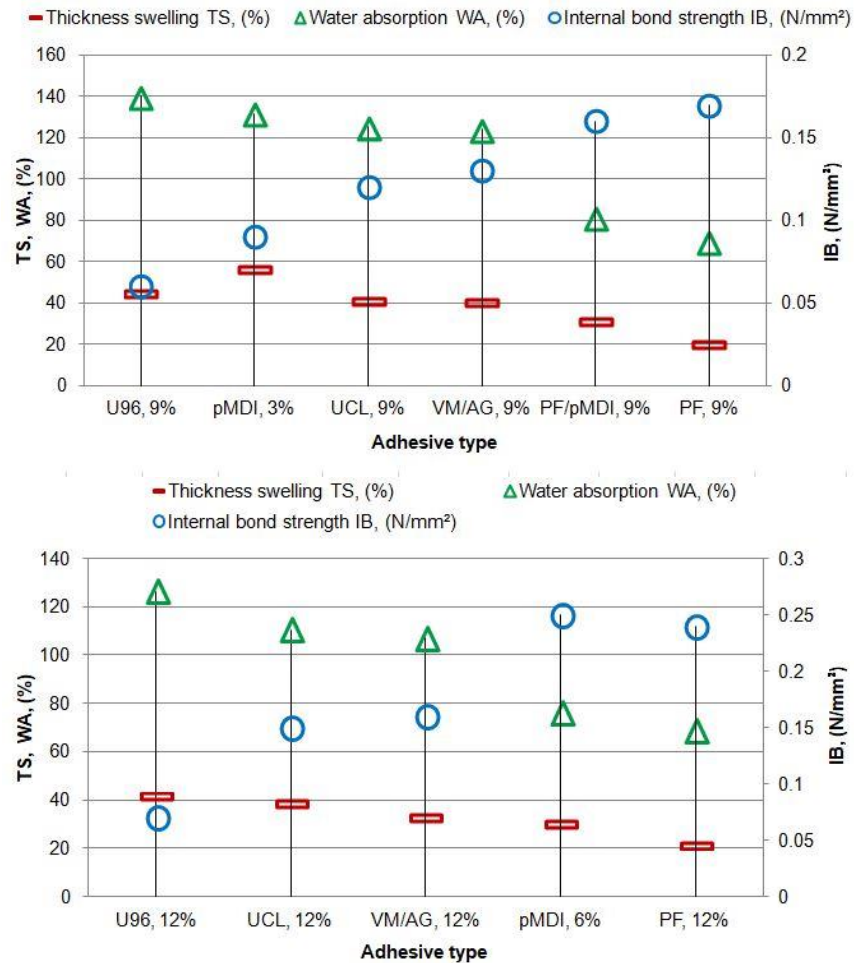 Thickness swelling TS, (%) Water absorption WA, (%) Internal bond strength IB, (N/mm²)
160 0.2
140
120 0.15
100
80 0.1
60
40 0.05
20
0 0
TS, WA, (%)
IB, (N/mm²)
U96, 9% pMDI, 3% UCL, 9% VM/AG, 9% PF/pMDI, 9% PF, 9%
Adhesive type
Thickness swelling TS, (%) Water absorption WA, (%)
Internal bond strength IB, (N/mm²)
140 0.3
120 0.25
100 0.2
80
60 0.15
40 0.1
20 0.05
0 0
TS, WA, (%)
IB, (N/mm²)
U96, 12% UCL, 12% VM/AG, 12% pMDI, 6% PF, 12%
Adhesive type